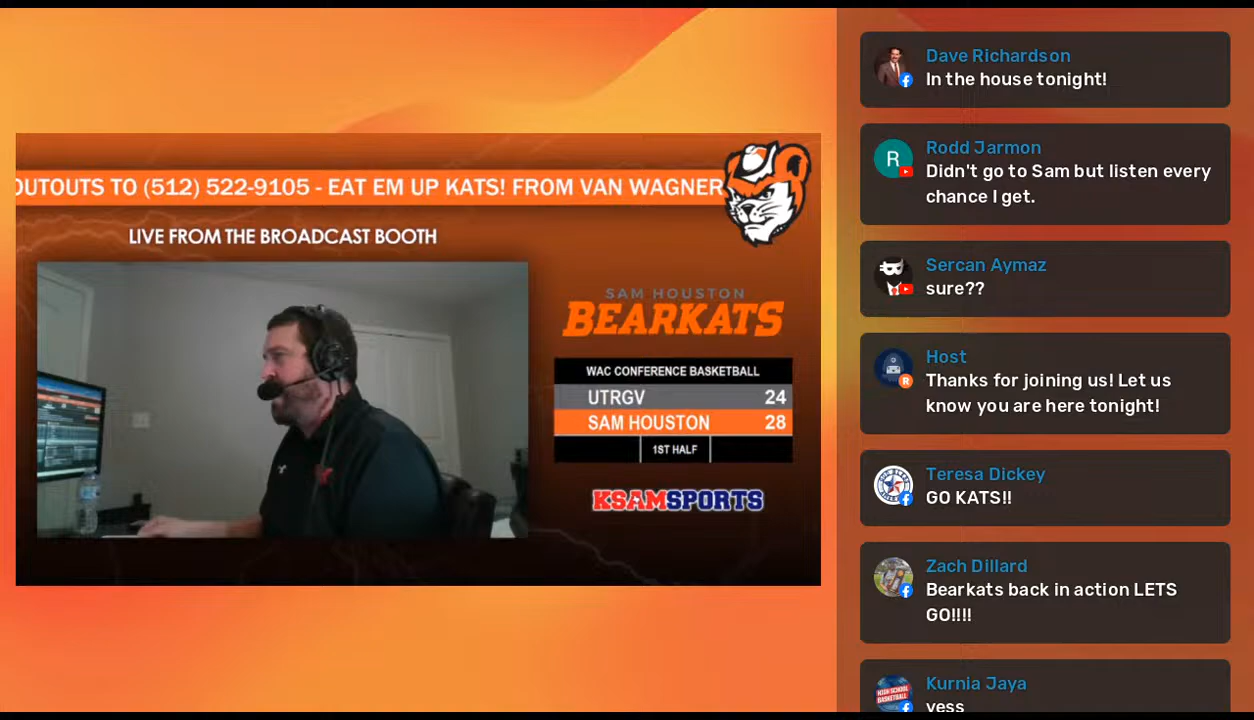 OUTOUTS TO (512) 522-9105 - EAT EM UP KATS! FROM VAN WAGNER
LIVE FROM THE BROADCAST BOOTH
SAM HOUSTON
BEARKATS
WAC CONFERENCE BASKETBALL
UTRGV 24
SAM HOUSTON 28
1ST HALF
KSAMSPORTS
Dave Richardson
In the house tonight!
R
Rodd Jarmon
Didn't go to Sam but listen every
chance I get.
Sercan Aymaz
sure??
Host
Thanks for joining us! Let us
know you are here tonight!
Teresa Dickey
GO KATS!!
Zach Dillard
Bearkats back in action LETS
GO!!!!
HIGH SCHOOL
BASKETBALL
Kurnia Jaya
yess